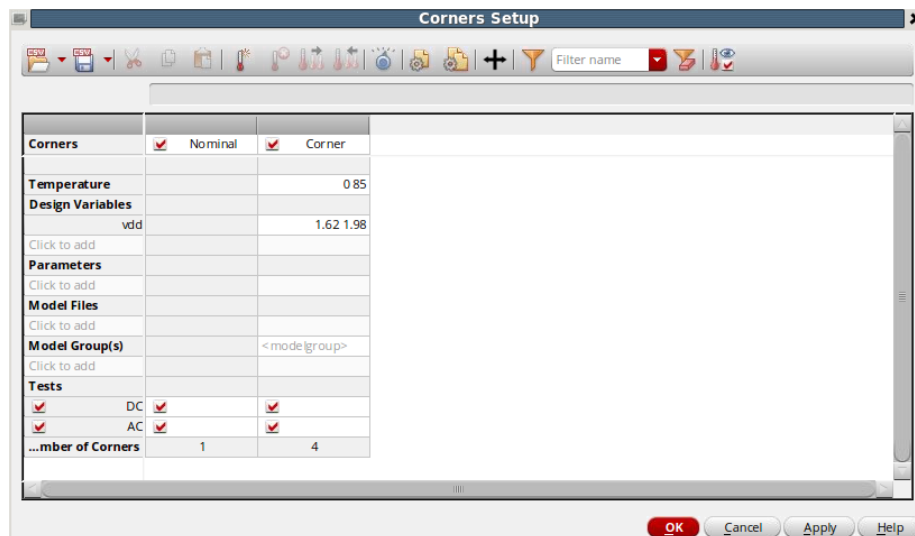 Corners Setup
CSV CSV Filter name
Corners Nominal Corner
Temperature 0 85
Design Variables
vdd 1.62 1.98
Click to add
Parameters
Click to add
Model Files
Click to add
Model Group(s) <modelgroup>
Click to add
Tests
DC
AC
...mber of Corners 1 4
OK Cancel Apply Help